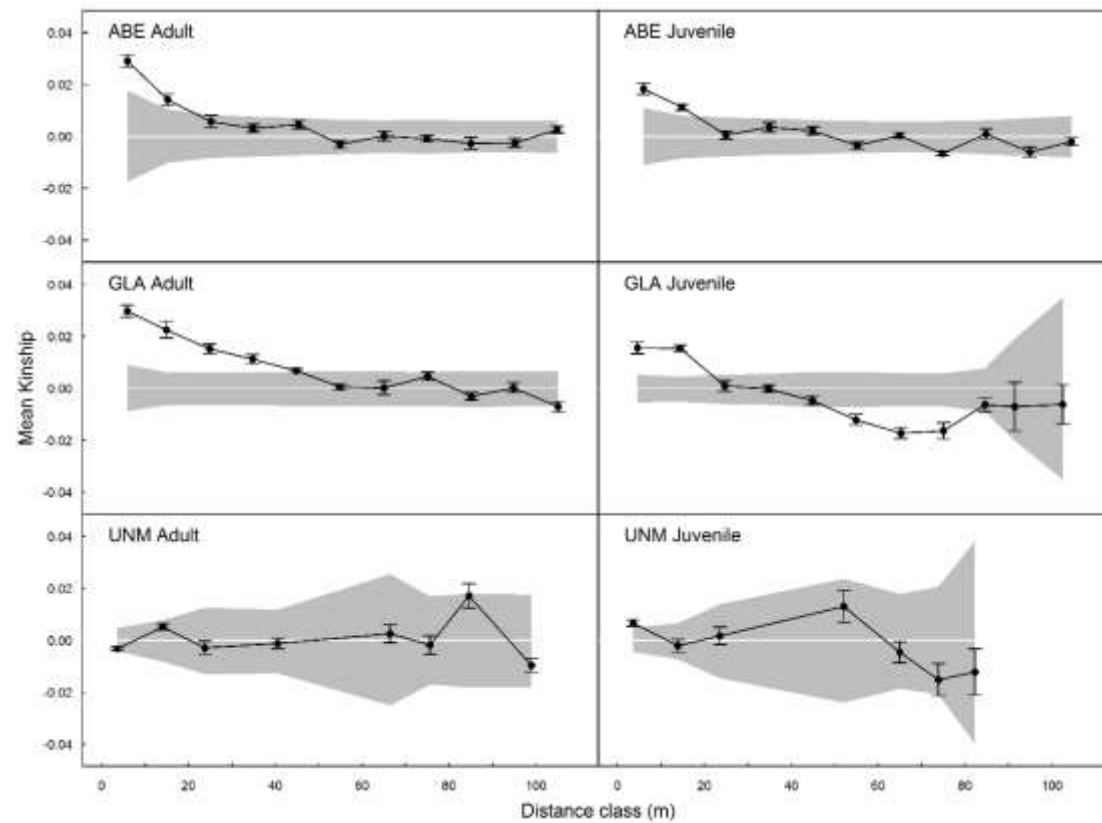 ABE Adult
ABE Juvenile
0.04
0.02
0.00
-0.02
-0.04
GLA Adult
GLA Juvenile
0.04
0.02
0.00
-0.02
-0.04
Mean Kinship
UNM Adult
UNM Juvenile
0.04
0.02
0.00
-0.02
-0.04
0 20 40 60 80 100 0 20 40 60 80 100
Distance class (m)